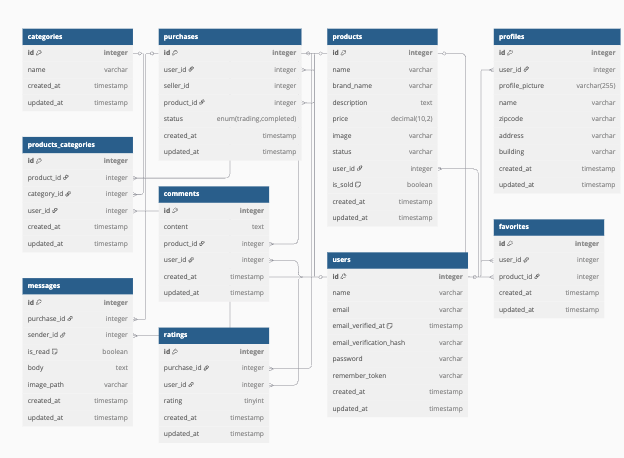 categories
id integer
name varchar
created_at timestamp
updated_at timestamp
products_categories
id integer
product_id integer
category_id integer
user_id integer
created_at timestamp
updated_at timestamp
messages
id integer
purchase_id integer
sender_id integer
is_read boolean
body text
image_path varchar
created_at timestamp
updated_at timestamp
purchases
id integer
user_id integer
seller_id integer
product_id integer
status enum(trading,completed)
created_at timestamp
updated_at timestamp
comments
id integer
content text
product_id integer
user_id integer
created_at timestamp
updated_at timestamp
ratings
id integer
purchase_id integer
user_id integer
rating tinyint
created_at timestamp
updated_at timestamp
products
id integer
name varchar
brand_name varchar
description text
price decimal(10,2)
image varchar
status varchar
user_id integer
is_sold boolean
created_at timestamp
updated_at timestamp
users
id integer
name varchar
email varchar
email_verified_at timestamp
email_verification_hash varchar
password varchar
remember_token varchar
created_at timestamp
updated_at timestamp
profiles
id integer
user_id integer
profile_picture varchar(255)
name varchar
zipcode varchar
address varchar
building varchar
created_at timestamp
updated_at timestamp
favorites
id integer
user_id integer
product_id integer
created_at timestamp
updated_at timestamp